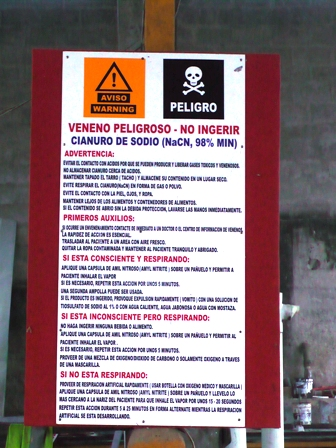 AVISO
WARNING
PELIGRO
VENENO PELIGROSO - NO INGERIR
CIANURO DE SODIO (NaCN, 98% MIN)
ADVERTENCIA:
EVITAR EL CONTACTO CON ACIDOS POR QUE SE PUEDEN PRODUCIR Y LIBERAR GASES TOXICOS Y VENENOSOS.
NO ALMACENAR CIANURO CERCA DE ACIDOS.
MANTENER TAPADO EL TARRO ( TACHO ) Y ALMACENE SU CONTENIDO EN UN LUGAR SECO.
EVITE RESPIRAR EL CIANURO(NaCN) EN FORMA DE GAS O POLVO.
EVITE EL CONTACTO CON LA PIEL, OJOS, Y ROPA.
MANTENER LEJOS DE LOS ALIMENTOS Y CONTENEDORES DE ALIMENTOS.
SI EL CONTENIDO SE ABRIO SIN LA DEBIDA PROTECCION, LAVARSE LAS MANOS INMEDIATAMENTE.
PRIMEROS AUXILIOS:
SI OCURRE UN ENVENENAMIENTO CONTACTE DE INMEDIATO A UN DOCTOR O EL CENTRO DE INFORMACION DE VENENOS,
LA RAPIDEZ DE ACCION ES ESENCIAL.
TRASLADAR AL PACIENTE A UN AREA CON AIRE FRESCO.
QUITAR LA ROPA CONTAMINADA Y MANTENER AL PACIENTE TRANQUILO Y ABRIGADO.
SI ESTA CONSCIENTE Y RESPIRANDO:
APLIQUE UNA CAPSULA DE AMIL NITROSO (AMYL NITRITE ) SOBRE UN PAÑUELO Y PERMITIR A
PACIENTE INHALAR EL VAPOR
SI ES NECESARIO, REPETIR ESTA ACCION POR UNOS 5 MINUTOS.
UNA SEGUNDA AMPOLLA PUEDE SER USADA.
SI EL PRODUCTO ES INGERIDO, PROVOQUE EXPULSION RAPIDAMENTE ( VOMITO ) CON UNA SOLICION DE
TIOSULFATO DE SODIO AL 1% O CON AGUA CALIENTE, AGUA JABONOSA O AGUA CON MOSTAZA.
SI ESTA INCONSCIENTE PERO RESPIRANDO:
NO HAGA INGERIR NINGUNA BEBIDA O ALIMENTO.
APLIQUE UNA CAPSULA DE AMIL NITROSO (AMYL NITRITE ) SOBRE UN PAÑUELO Y PERMITIR AL
PACIENTE INHALAR EL VAPOR .
SI ES NECESARIO, REPETIR ESTA ACCION POR UNOS 5 MINUTOS.
PROVEER DE UNA MEZCLA DE OXIGENO/DIOXIDO DE CARBONO O SOLAMENTE OXIGENO A TRAVES
DE UNA MASCARILLA.
SI NO ESTA RESPIRANDO:
PROVEER DE RESPIRACION ARTIFICIAL RAPIDAMENTE ( USAR BOTELLA CON OXIGENO MEDICO Y MASCARILLA )
APLIQUE UNA CAPSULA DE AMIL NITROSO (AMYL NITRITE ) SOBRE UN PAÑUELO Y LLEVELO LO
MAS CERCANO A LA NARIZ DEL PACIENTE PARA QUE INHALE EL VAPOR POR UNOS 15 - 20 SEGUNDOS
REPETIR ESTA ACCION DURANTE 5 A 25 MINUTOS EN FORMA ALTERNATE MIENTRAS LA RESPIRACION
ARTIFICIAL SE ESTA DESARROLLANDO.